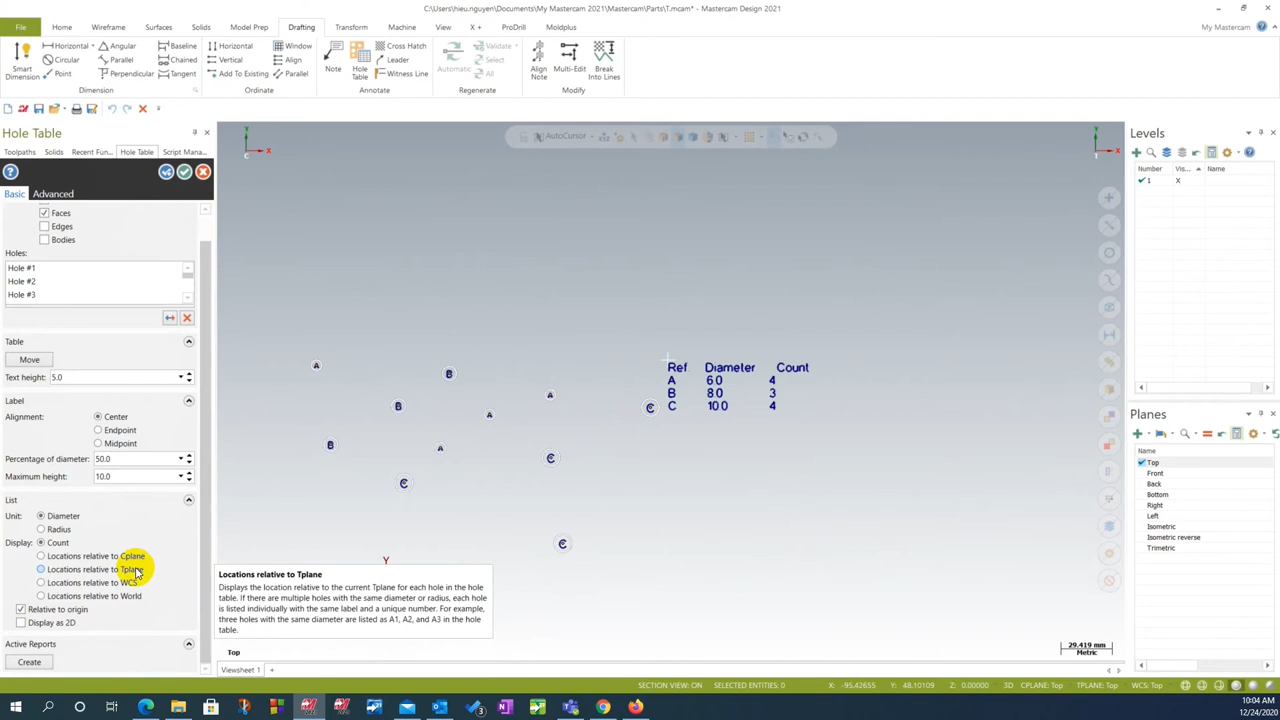 C:\Users\hieu.nguyen\Documents\My Mastercam 2021\Mastercam\Parts\T.mcam* - Mastercam Design 2021
File Home Wireframe Surfaces Solids Model Prep Drafting Transform Machine View X + ProDrill Moldplus My Mastercam
Smart Dimension
Horizontal Angular Baseline
Circular Parallel Chained
Point Perpendicular Tangent
Dimension
Horizontal Window
Vertical Align
Add To Existing Parallel
Ordinate
Note Hole Table
Cross Hatch
Leader
Witness Line
Annotate
Automatic
Validate
Select
All
Regenerate
Align Note Multi-Edit Break Into Lines
Modify
Hole Table
Toolpaths Solids Recent Fun... Hole Table Script Man...
Basic Advanced
Faces
Edges
Bodies
Holes:
Hole #1
Hole #2
Hole #3
Table
Move
Text height: 5.0
Label
Alignment: Center
Endpoint
Midpoint
Percentage of diameter: 50.0
Maximum height: 10.0
List
Unit: Diameter
Radius
Display: Count
Locations relative to Cplane
Locations relative to Tplane
Locations relative to WCS
Locations relative to World
Relative to origin
Display as 2D
Active Reports
Create
AutoCursor
Y
X
C
Y
X
T
A
B
A
B
A
C
B
A
C
C
C
Y
Ref Diameter Count
A 6.0 4
B 8.0 3
C 10.0 4
Locations relative to Tplane
Displays the location relative to the current Tplane for each hole in the hole
table. If there are multiple holes with the same diameter or radius, each hole
is listed individually with the same label and a unique number. For example,
three holes with the same diameter are listed as A1, A2, and A3 in the hole
table.
Top
29.419 mm
Metric
Viewsheet 1 +
Levels
Number Vis... Name
1 X
Planes
Name
Top
Front
Back
Bottom
Right
Left
Isometric
Isometric reverse
Trimetric
SECTION VIEW: ON SELECTED ENTITIES: 0 X: -95.42655 Y: 48.10109 Z: 0.00000 3D CPLANE: Top TPLANE: Top WCS: Top
10:04 AM
12/24/2020